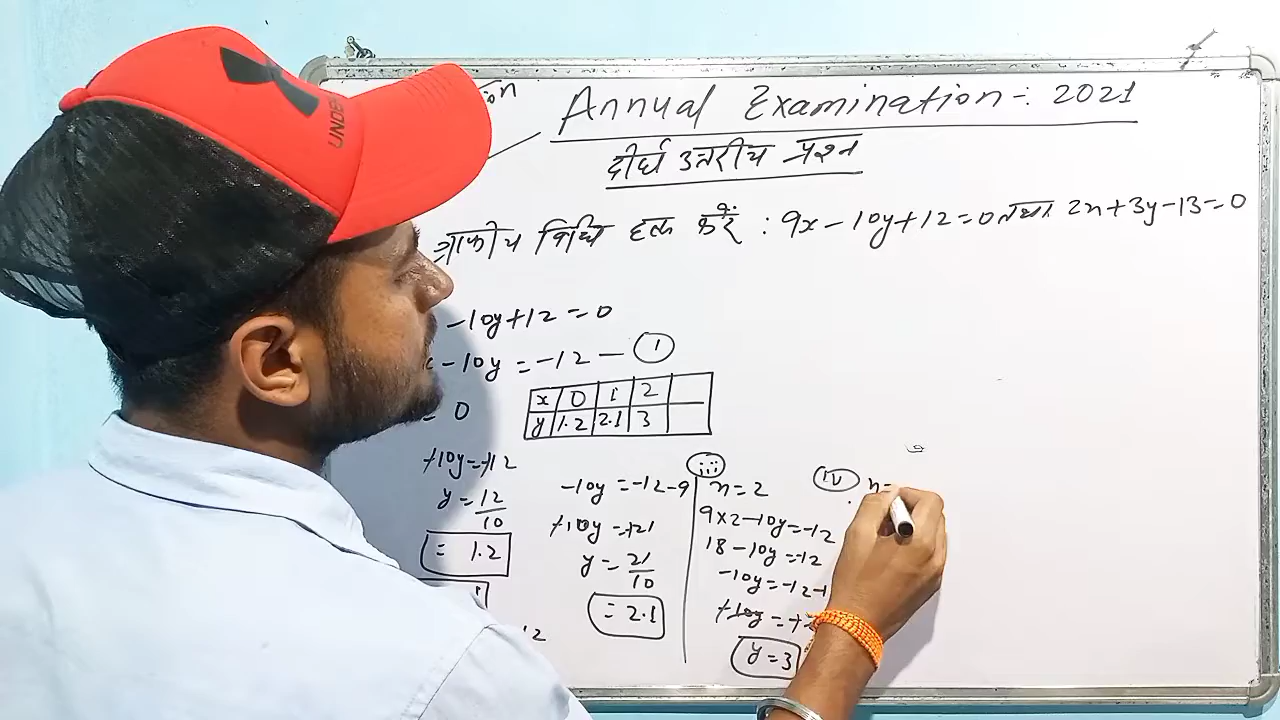 Annual Examination-: 2021
दीर्घ उत्तरीय प्रश्न
ग्राफीय विधि हल करें : 9x-10y+12=0 तथा 2x+3y-13=0
-10y+12=0
-10y=-12 — 1
x 0 1 2
y 1.2 2.1 3
= 0
-10y=-12
y=12/10
= 1.2
-10y=-12-9
-10y=-21
y=21/10
= 2.1
iii
x=2
9x2-10y=-12
18-10y=-12
-10y=-12-1
y=3
iv x=
UNDE